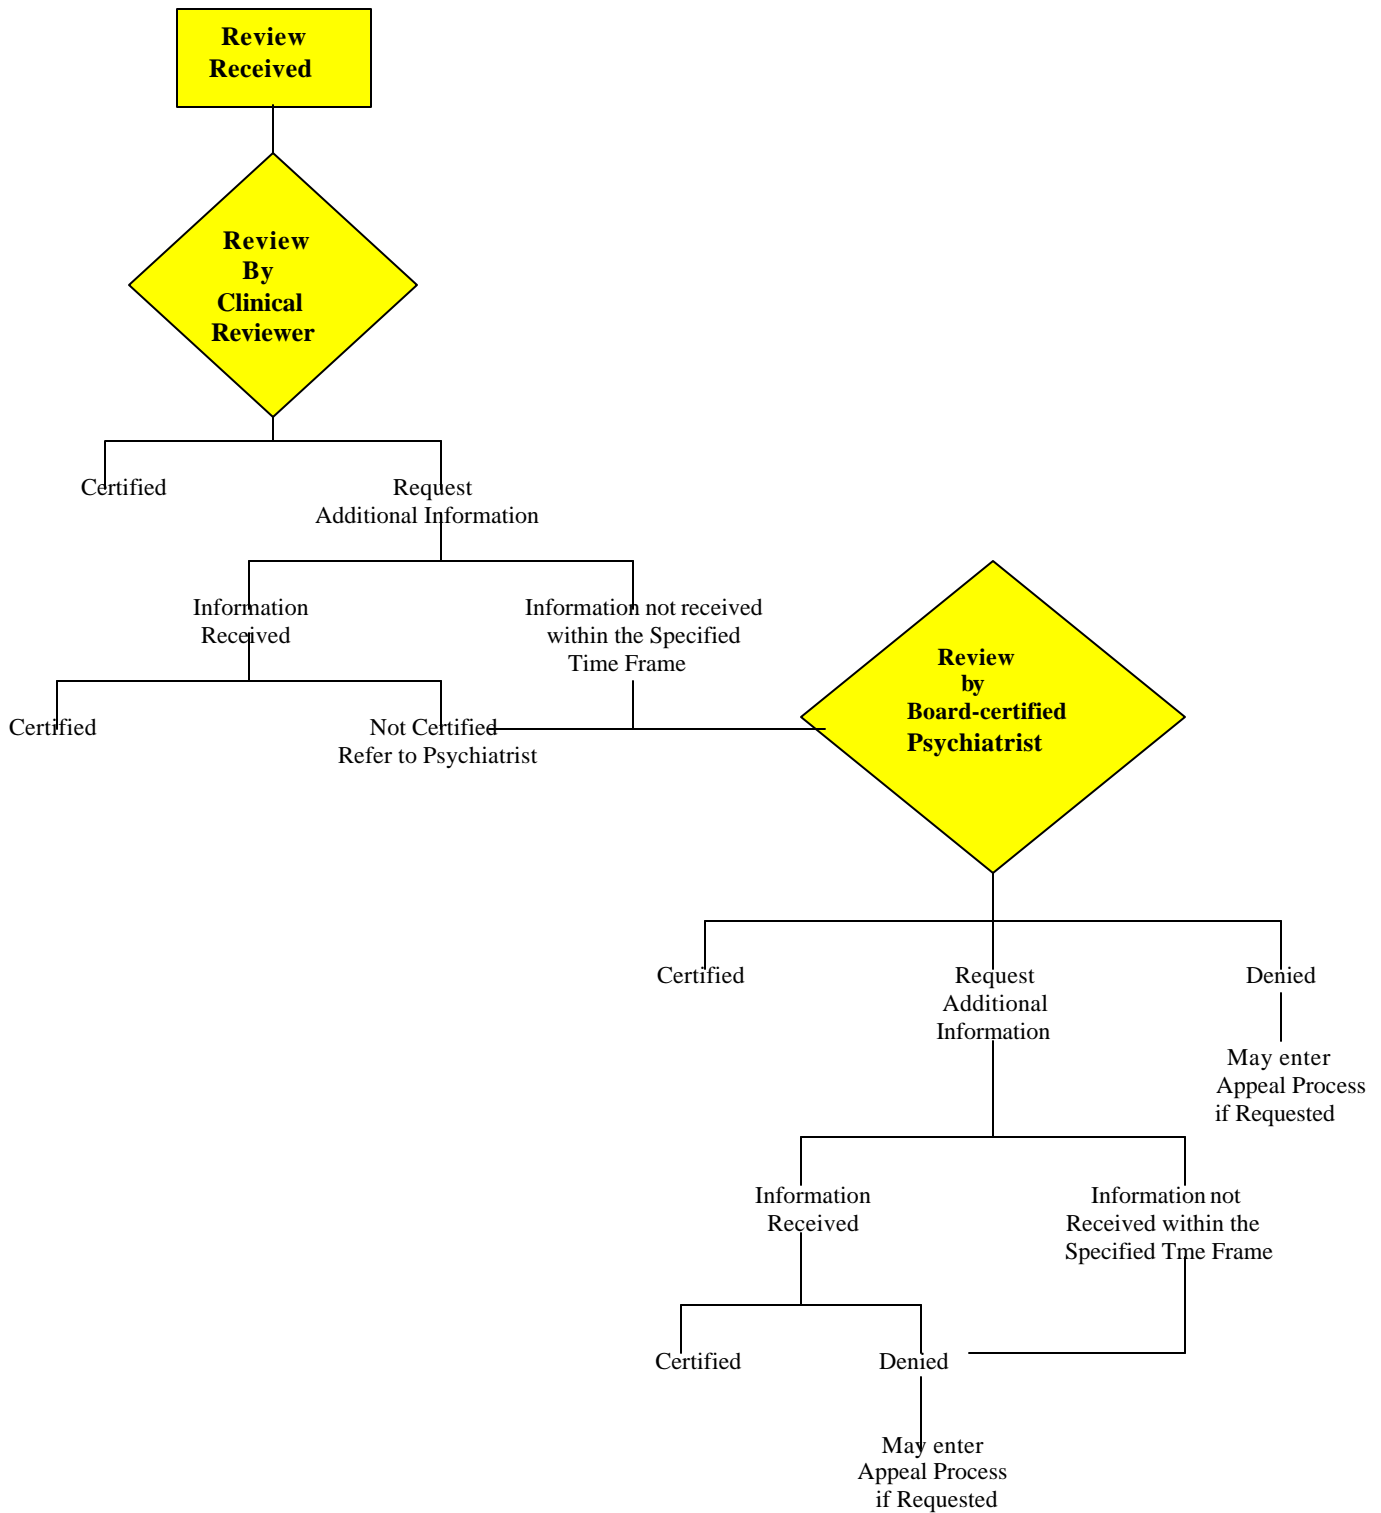 Review
Received
Review
By
Clinical
Reviewer
Certified
Request
Additional Information
Information
Received
Information not received
within the Specified
Time Frame
Certified
Not Certified
Refer to Psychiatrist
Review
by
Board-certified
Psychiatrist
Certified
Request
Additional
Information
Denied
May enter
Appeal Process
if Requested
Information
Received
Information not
Received within the
Specified Tme Frame
Certified
Denied
May enter
Appeal Process
if Requested